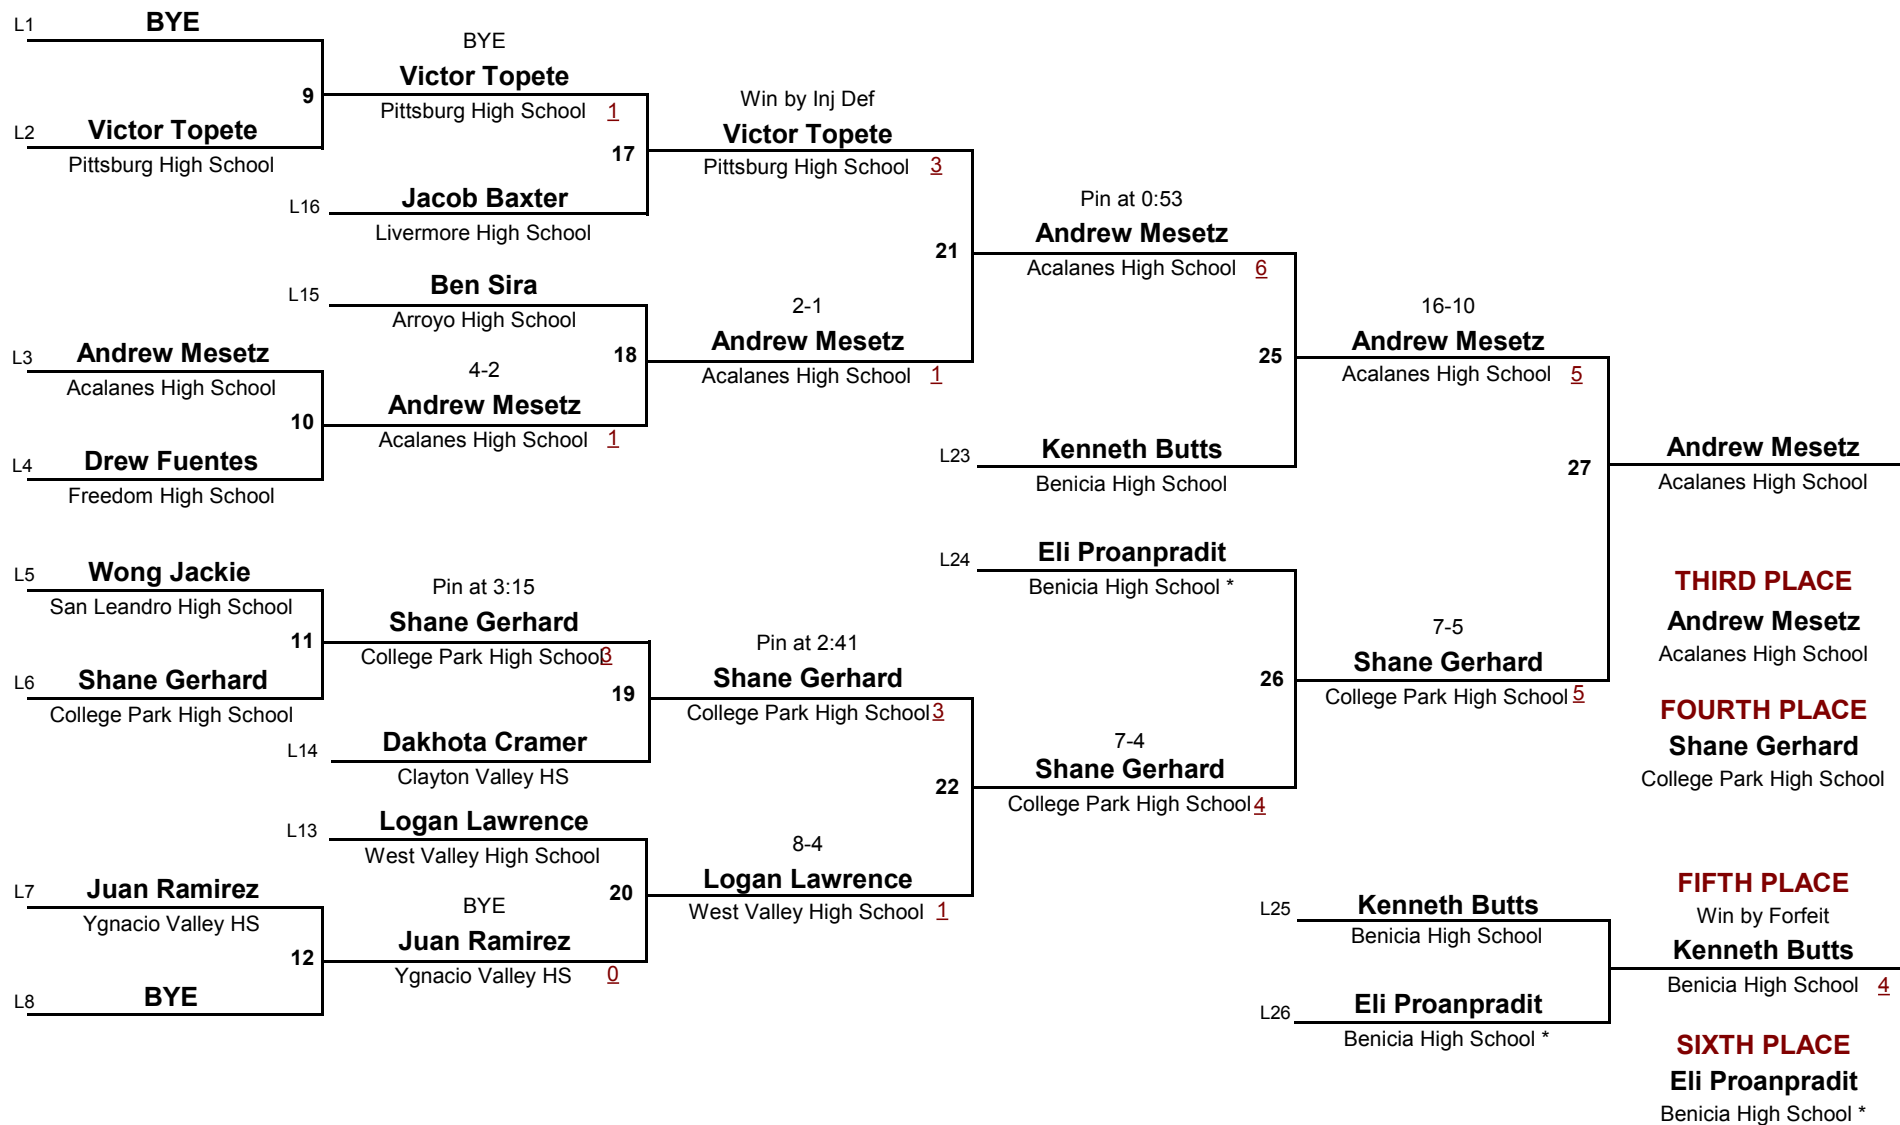 L1 BYE
9
L2 Victor Topete
Pittsburg High School
BYE
Victor Topete
Pittsburg High School 1
17
L16 Jacob Baxter
Livermore High School
Win by Inj Def
Victor Topete
Pittsburg High School 3
L15 Ben Sira
Arroyo High School
18
L3 Andrew Mesetz
Acalanes High School
10
L4 Drew Fuentes
Freedom High School
4-2
Andrew Mesetz
Acalanes High School 1
2-1
Andrew Mesetz
Acalanes High School 1
21
Pin at 0:53
Andrew Mesetz
Acalanes High School 6
25
L23 Kenneth Butts
Benicia High School
16-10
Andrew Mesetz
Acalanes High School 5
27
Andrew Mesetz
Acalanes High School
L5 Wong Jackie
San Leandro High School
11
L6 Shane Gerhard
College Park High School
Pin at 3:15
Shane Gerhard
College Park High School 3
19
L14 Dakhota Cramer
Clayton Valley HS
Pin at 2:41
Shane Gerhard
College Park High School 3
22
L13 Logan Lawrence
West Valley High School
20
L7 Juan Ramirez
Ygnacio Valley HS
12
L8 BYE
BYE
Juan Ramirez
Ygnacio Valley HS 0
8-4
Logan Lawrence
West Valley High School 1
L24 Eli Proanpradit
Benicia High School *
26
7-4
Shane Gerhard
College Park High School 4
7-5
Shane Gerhard
College Park High School 5
THIRD PLACE
Andrew Mesetz
Acalanes High School
FOURTH PLACE
Shane Gerhard
College Park High School
L25 Kenneth Butts
Benicia High School
L26 Eli Proanpradit
Benicia High School *
FIFTH PLACE
Win by Forfeit
Kenneth Butts
Benicia High School 4
SIXTH PLACE
Eli Proanpradit
Benicia High School *